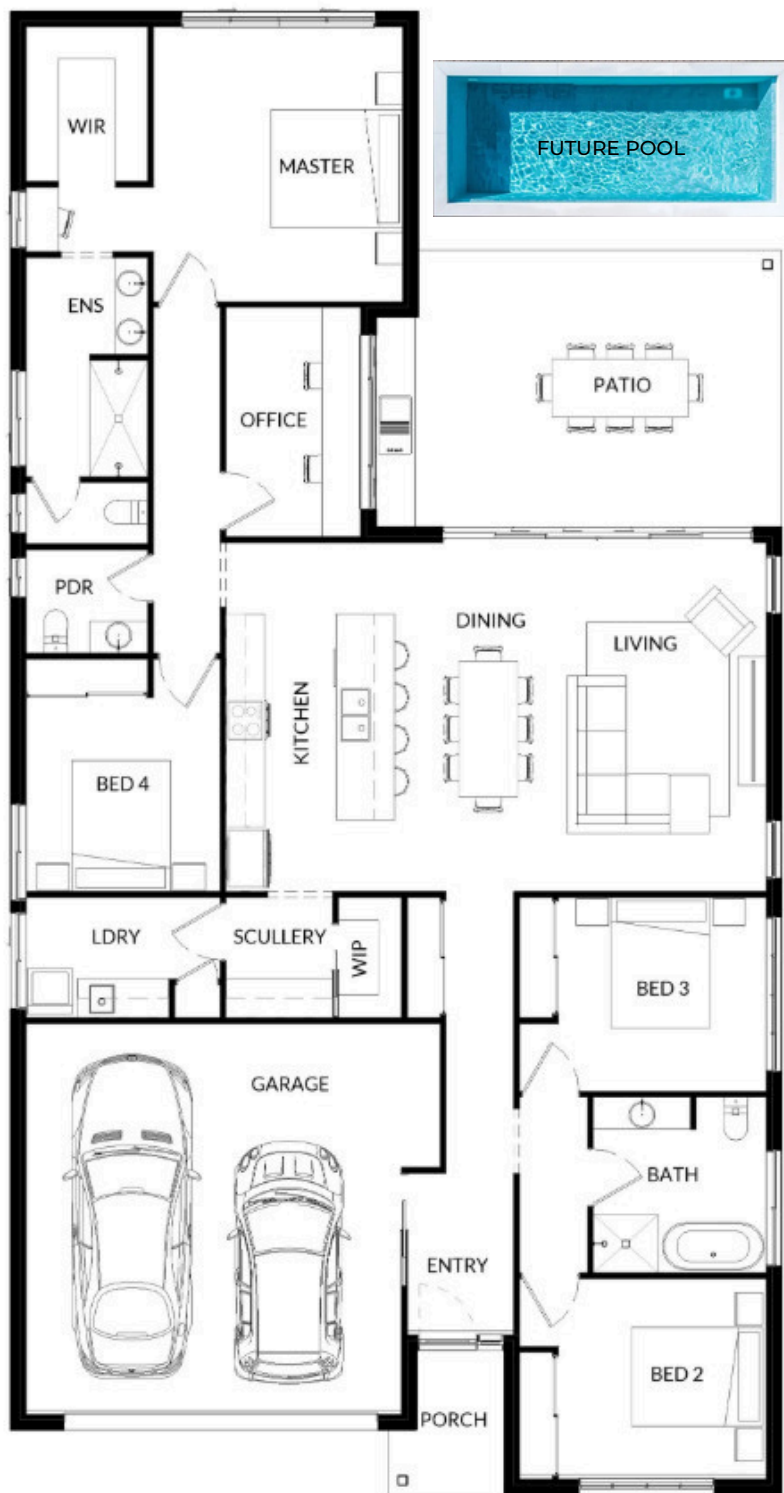 WIR
MASTER
FUTURE POOL
ENS
OFFICE
PATIO
PDR
DINING
LIVING
KITCHEN
BED 4
LDRY
SCULLERY
WIP
BED 3
GARAGE
BATH
ENTRY
BED 2
PORCH